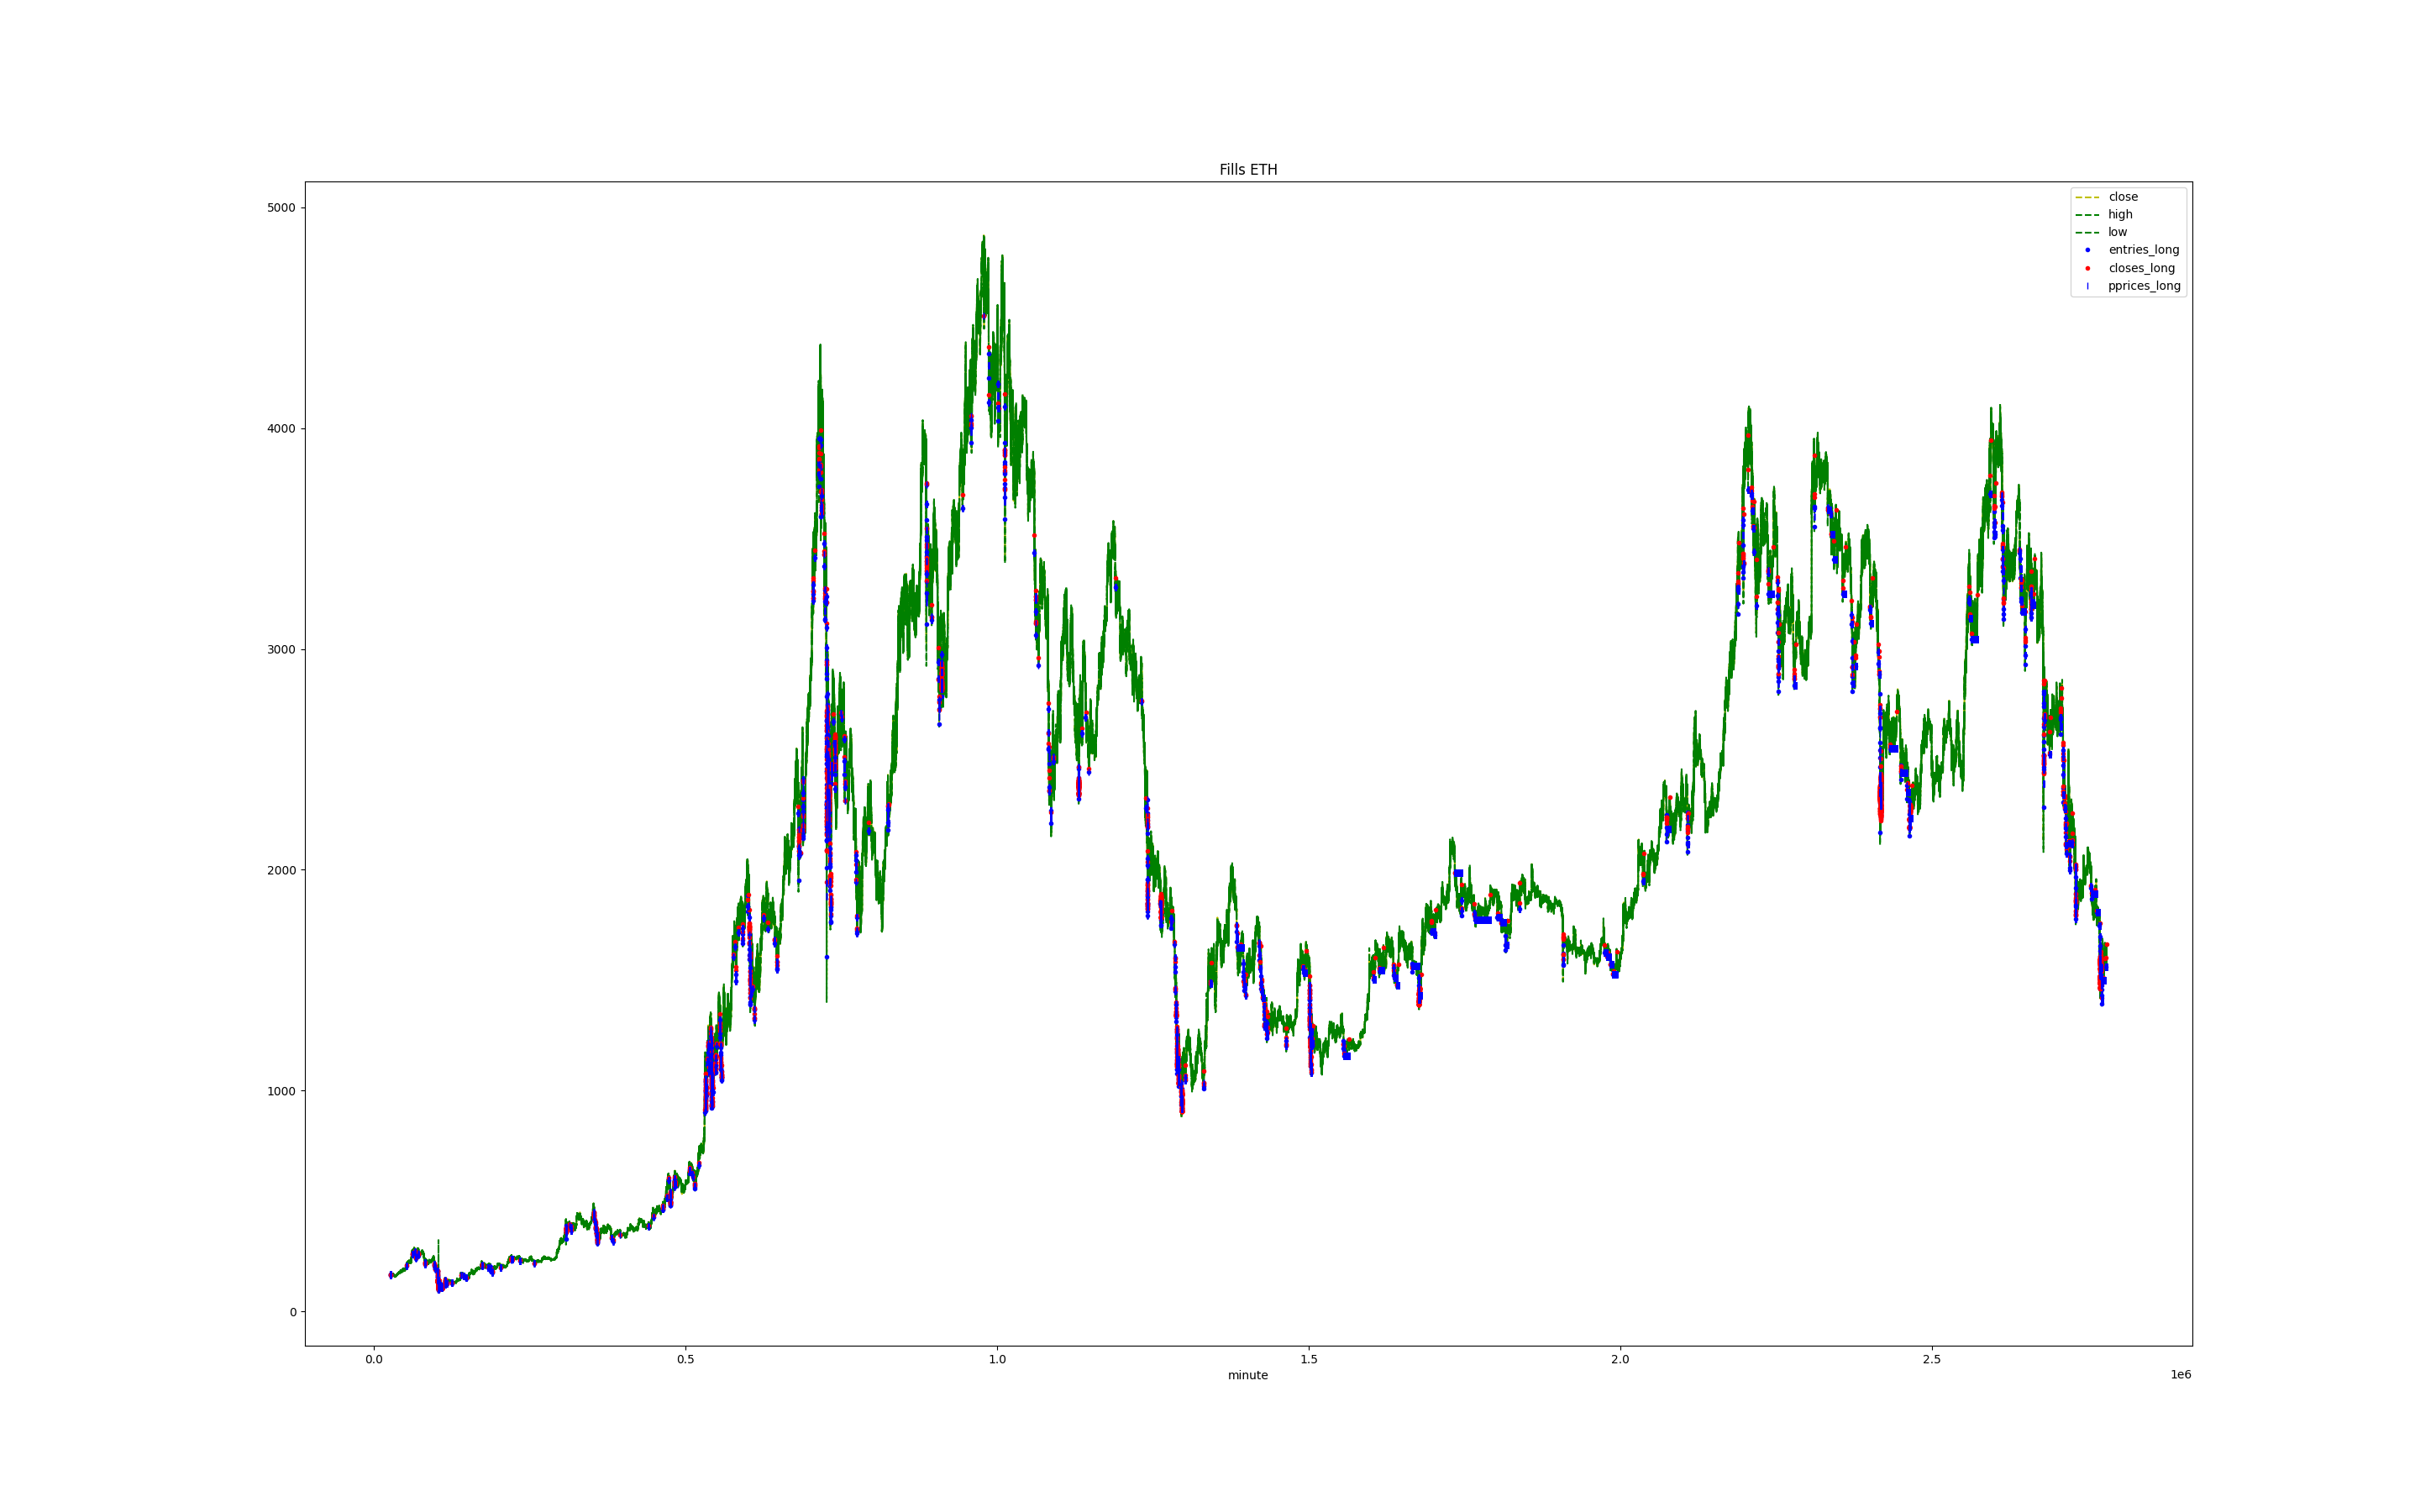 Fills ETH
close
high
low
entries_long
closes_long
pprices_long
5000
4000
3000
2000
1000
0
0.0 0.5 1.0 1.5 2.0 2.5
minute
1e6